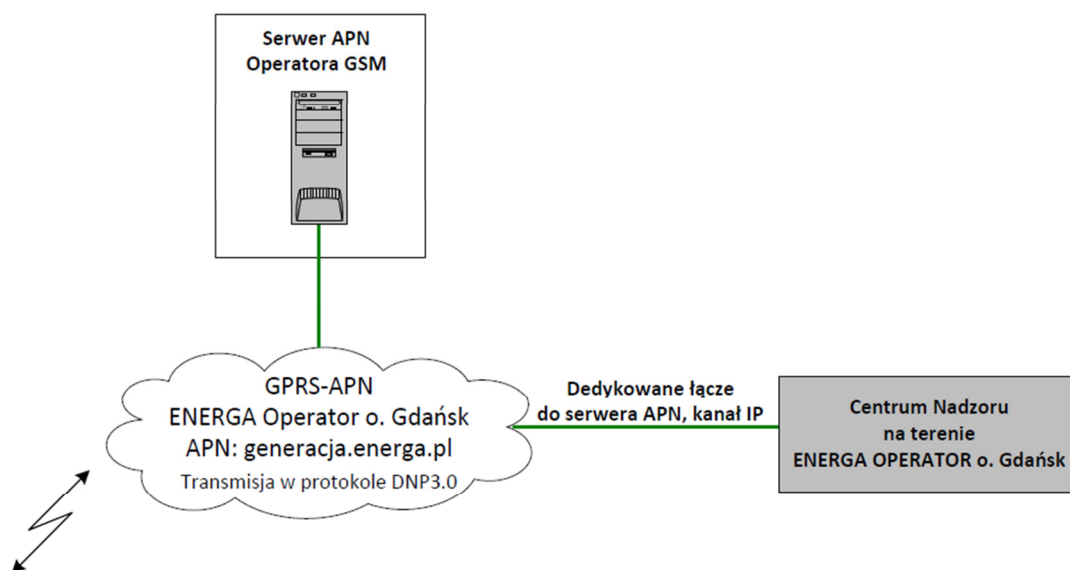 Serwer APN
Operatora GSM
GPRS-APN
ENERGA Operator o. Gdańsk
APN: generacja.energa.pl
Transmisja w protokole DNP3.0
Dedykowane łącze
do serwera APN, kanał IP
Centrum Nadzoru
na terenie
ENERGA OPERATOR o. Gdańsk